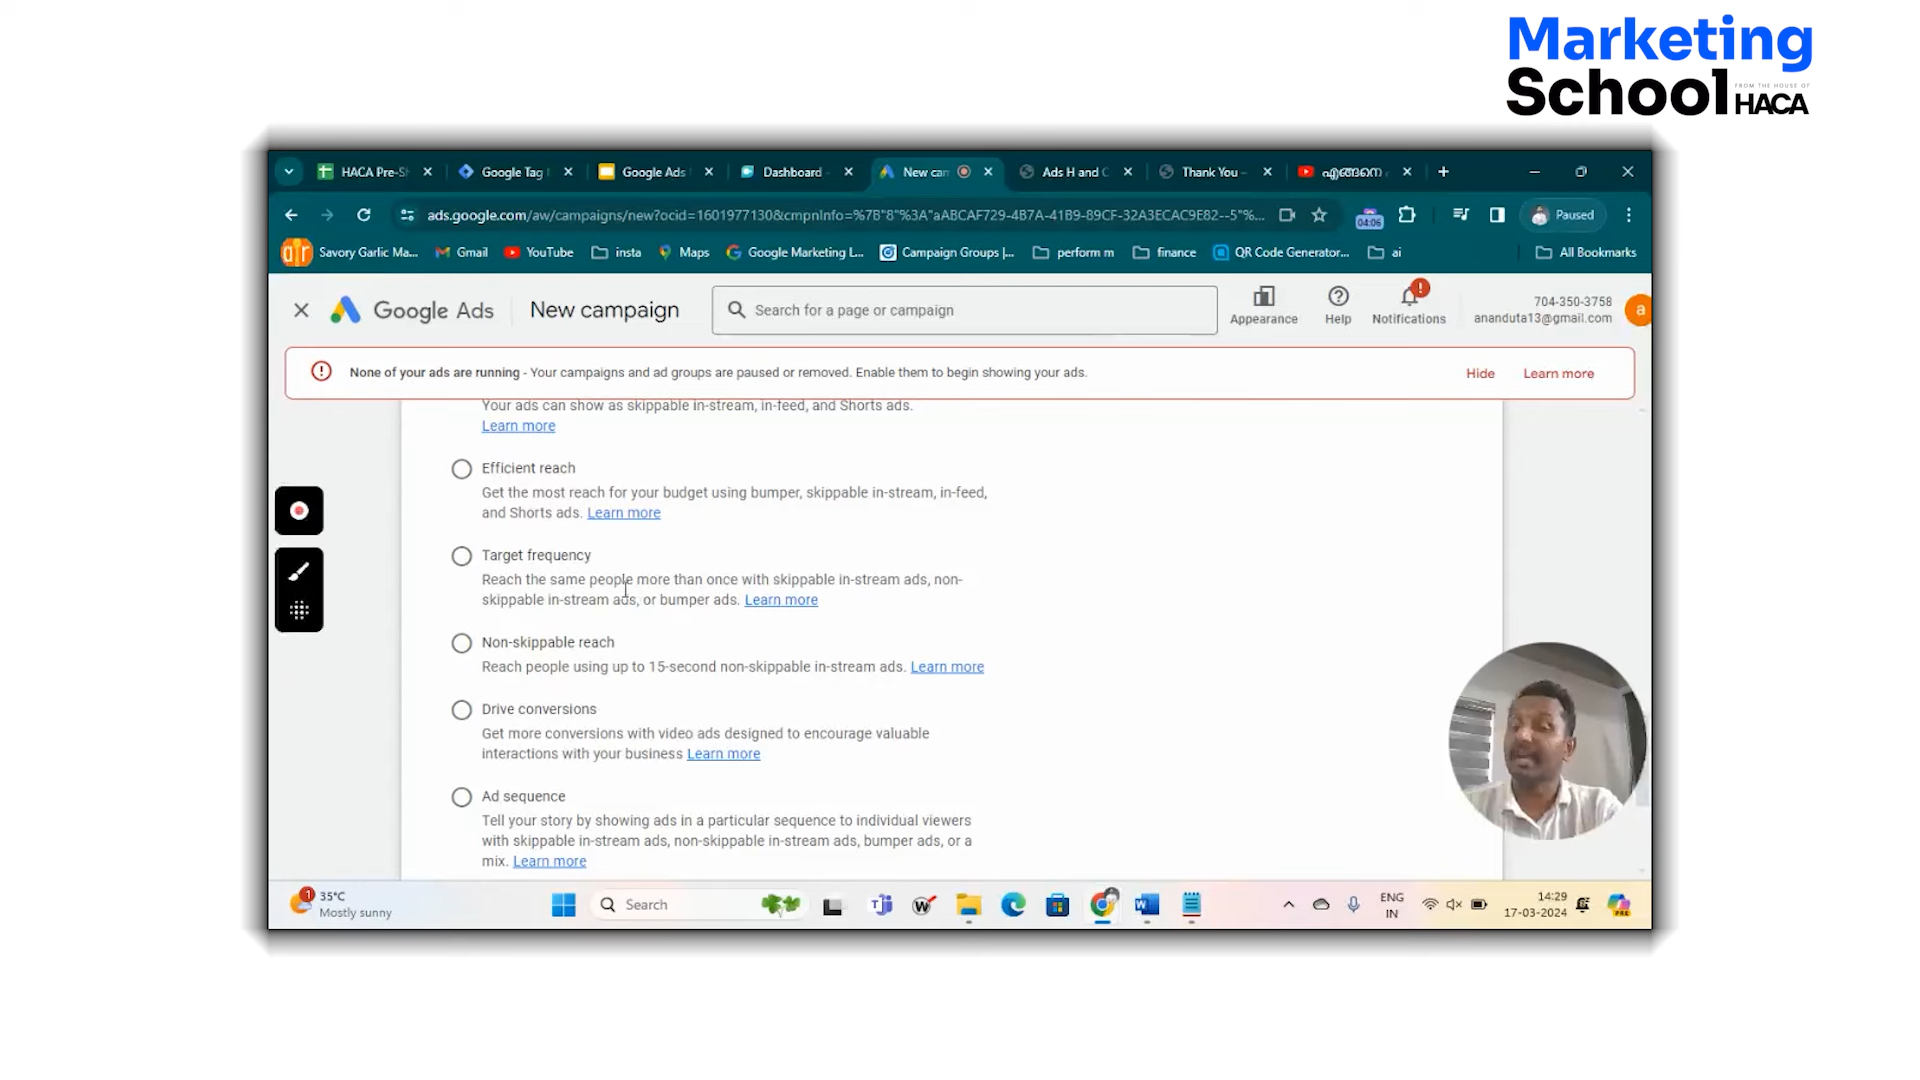 Marketing
School
FROM THE HOUSE OF
HACA
HACA Pre-S
Google Tag
Google Ads
Dashboard -
New can
Ads H and C
Thank You –
എങ്ങനെ
ads.google.com/aw/campaigns/new?ocid=1601977130&cmpnInfo=%7B"8"%3A"aABCAF729-4B7A-41B9-89CF-32A3ECAC9E82--5"%...
04:06
Paused
Savory Garlic Ma...
Gmail
YouTube
insta
Maps
Google Marketing L...
Campaign Groups |...
perform m
finance
QR Code Generator...
ai
All Bookmarks
Google Ads
New campaign
Search for a page or campaign
Appearance
Help
Notifications
704-350-3758
ananduta13@gmail.com
a
None of your ads are running - Your campaigns and ad groups are paused or removed. Enable them to begin showing your ads.
Hide
Learn more
Your ads can show as skippable in-stream, in-feed, and Shorts ads.
Learn more
Efficient reach
Get the most reach for your budget using bumper, skippable in-stream, in-feed,
and Shorts ads. Learn more
Target frequency
Reach the same people more than once with skippable in-stream ads, non-
skippable in-stream ads, or bumper ads. Learn more
Non-skippable reach
Reach people using up to 15-second non-skippable in-stream ads. Learn more
Drive conversions
Get more conversions with video ads designed to encourage valuable
interactions with your business Learn more
Ad sequence
Tell your story by showing ads in a particular sequence to individual viewers
with skippable in-stream ads, non-skippable in-stream ads, bumper ads, or a
mix. Learn more
1
35°C
Mostly sunny
Search
ENG
IN
14:29
17-03-2024